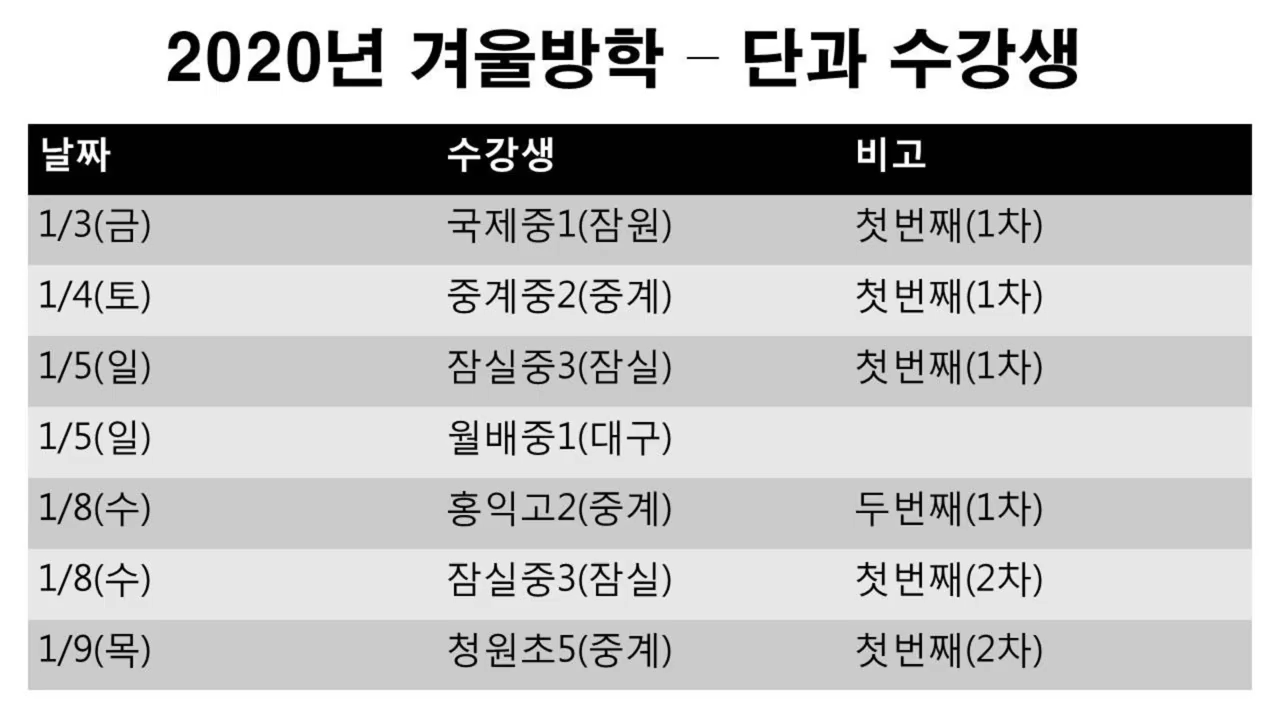 2020년 겨울방학 – 단과 수강생
날짜 수강생 비고
1/3(금) 국제중1(잠원) 첫번째(1차)
1/4(토) 중계중2(중계) 첫번째(1차)
1/5(일) 잠실중3(잠실) 첫번째(1차)
1/5(일) 월배중1(대구)
1/8(수) 홍익고2(중계) 두번째(1차)
1/8(수) 잠실중3(잠실) 첫번째(2차)
1/9(목) 청원초5(중계) 첫번째(2차)